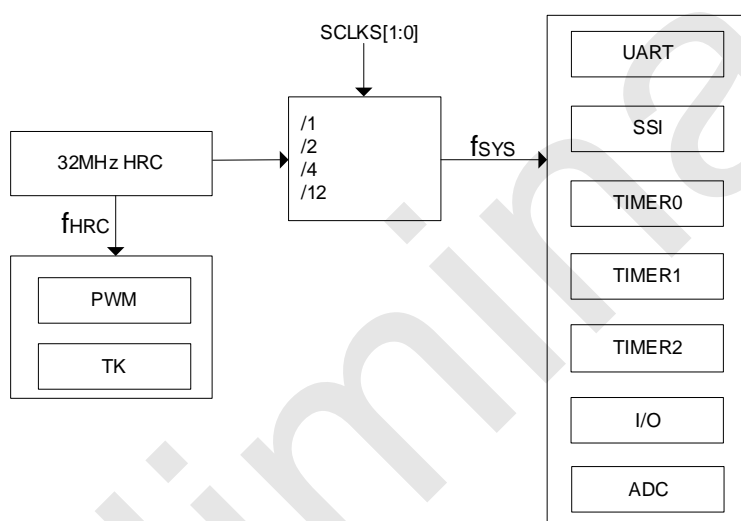 SCLKS[1:0]
32MHz HRC
/1
/2
/4
/12
fSYS
fHRC
PWM
TK
UART
SSI
TIMER0
TIMER1
TIMER2
I/O
ADC